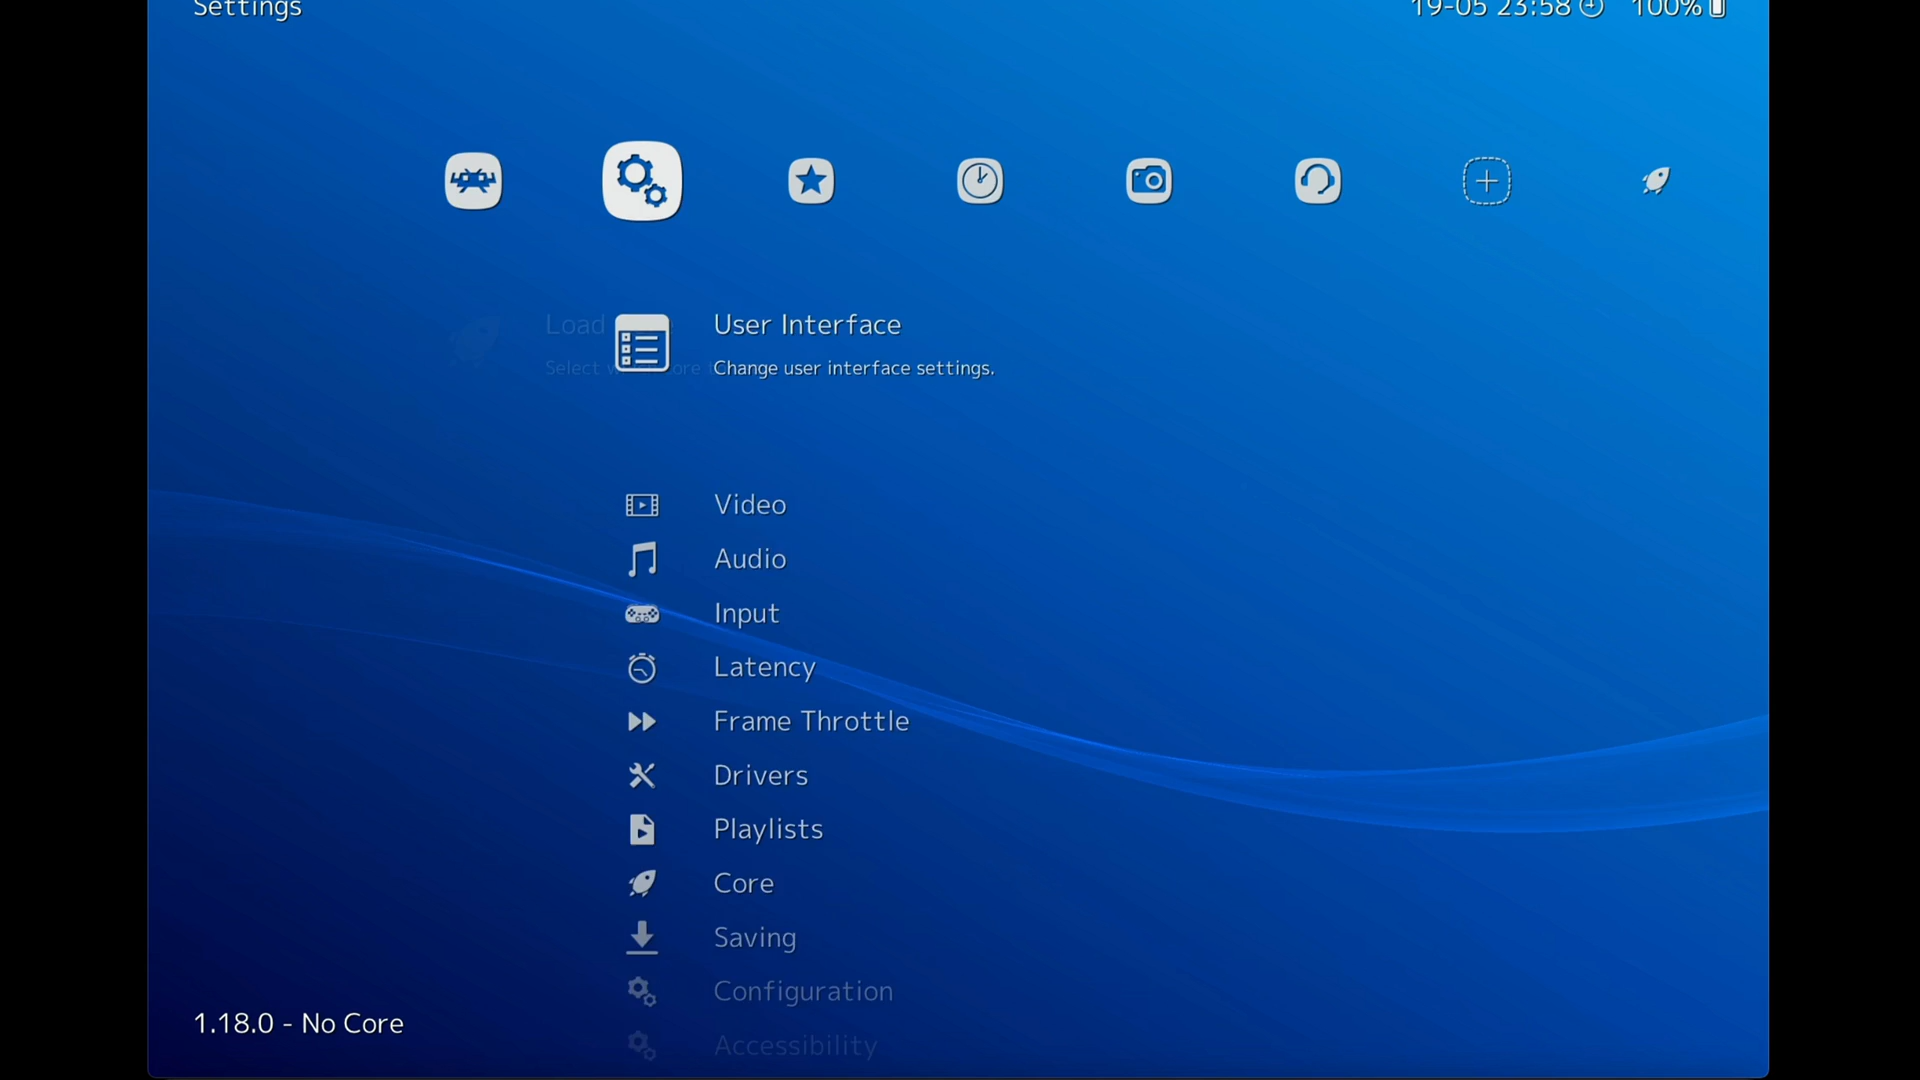 Settings
19-05 23:58 100%
Load
User Interface
Select w ore t
Change user interface settings.
Video
Audio
Input
Latency
Frame Throttle
Drivers
Playlists
Core
Saving
Configuration
Accessibility
1.18.0 - No Core